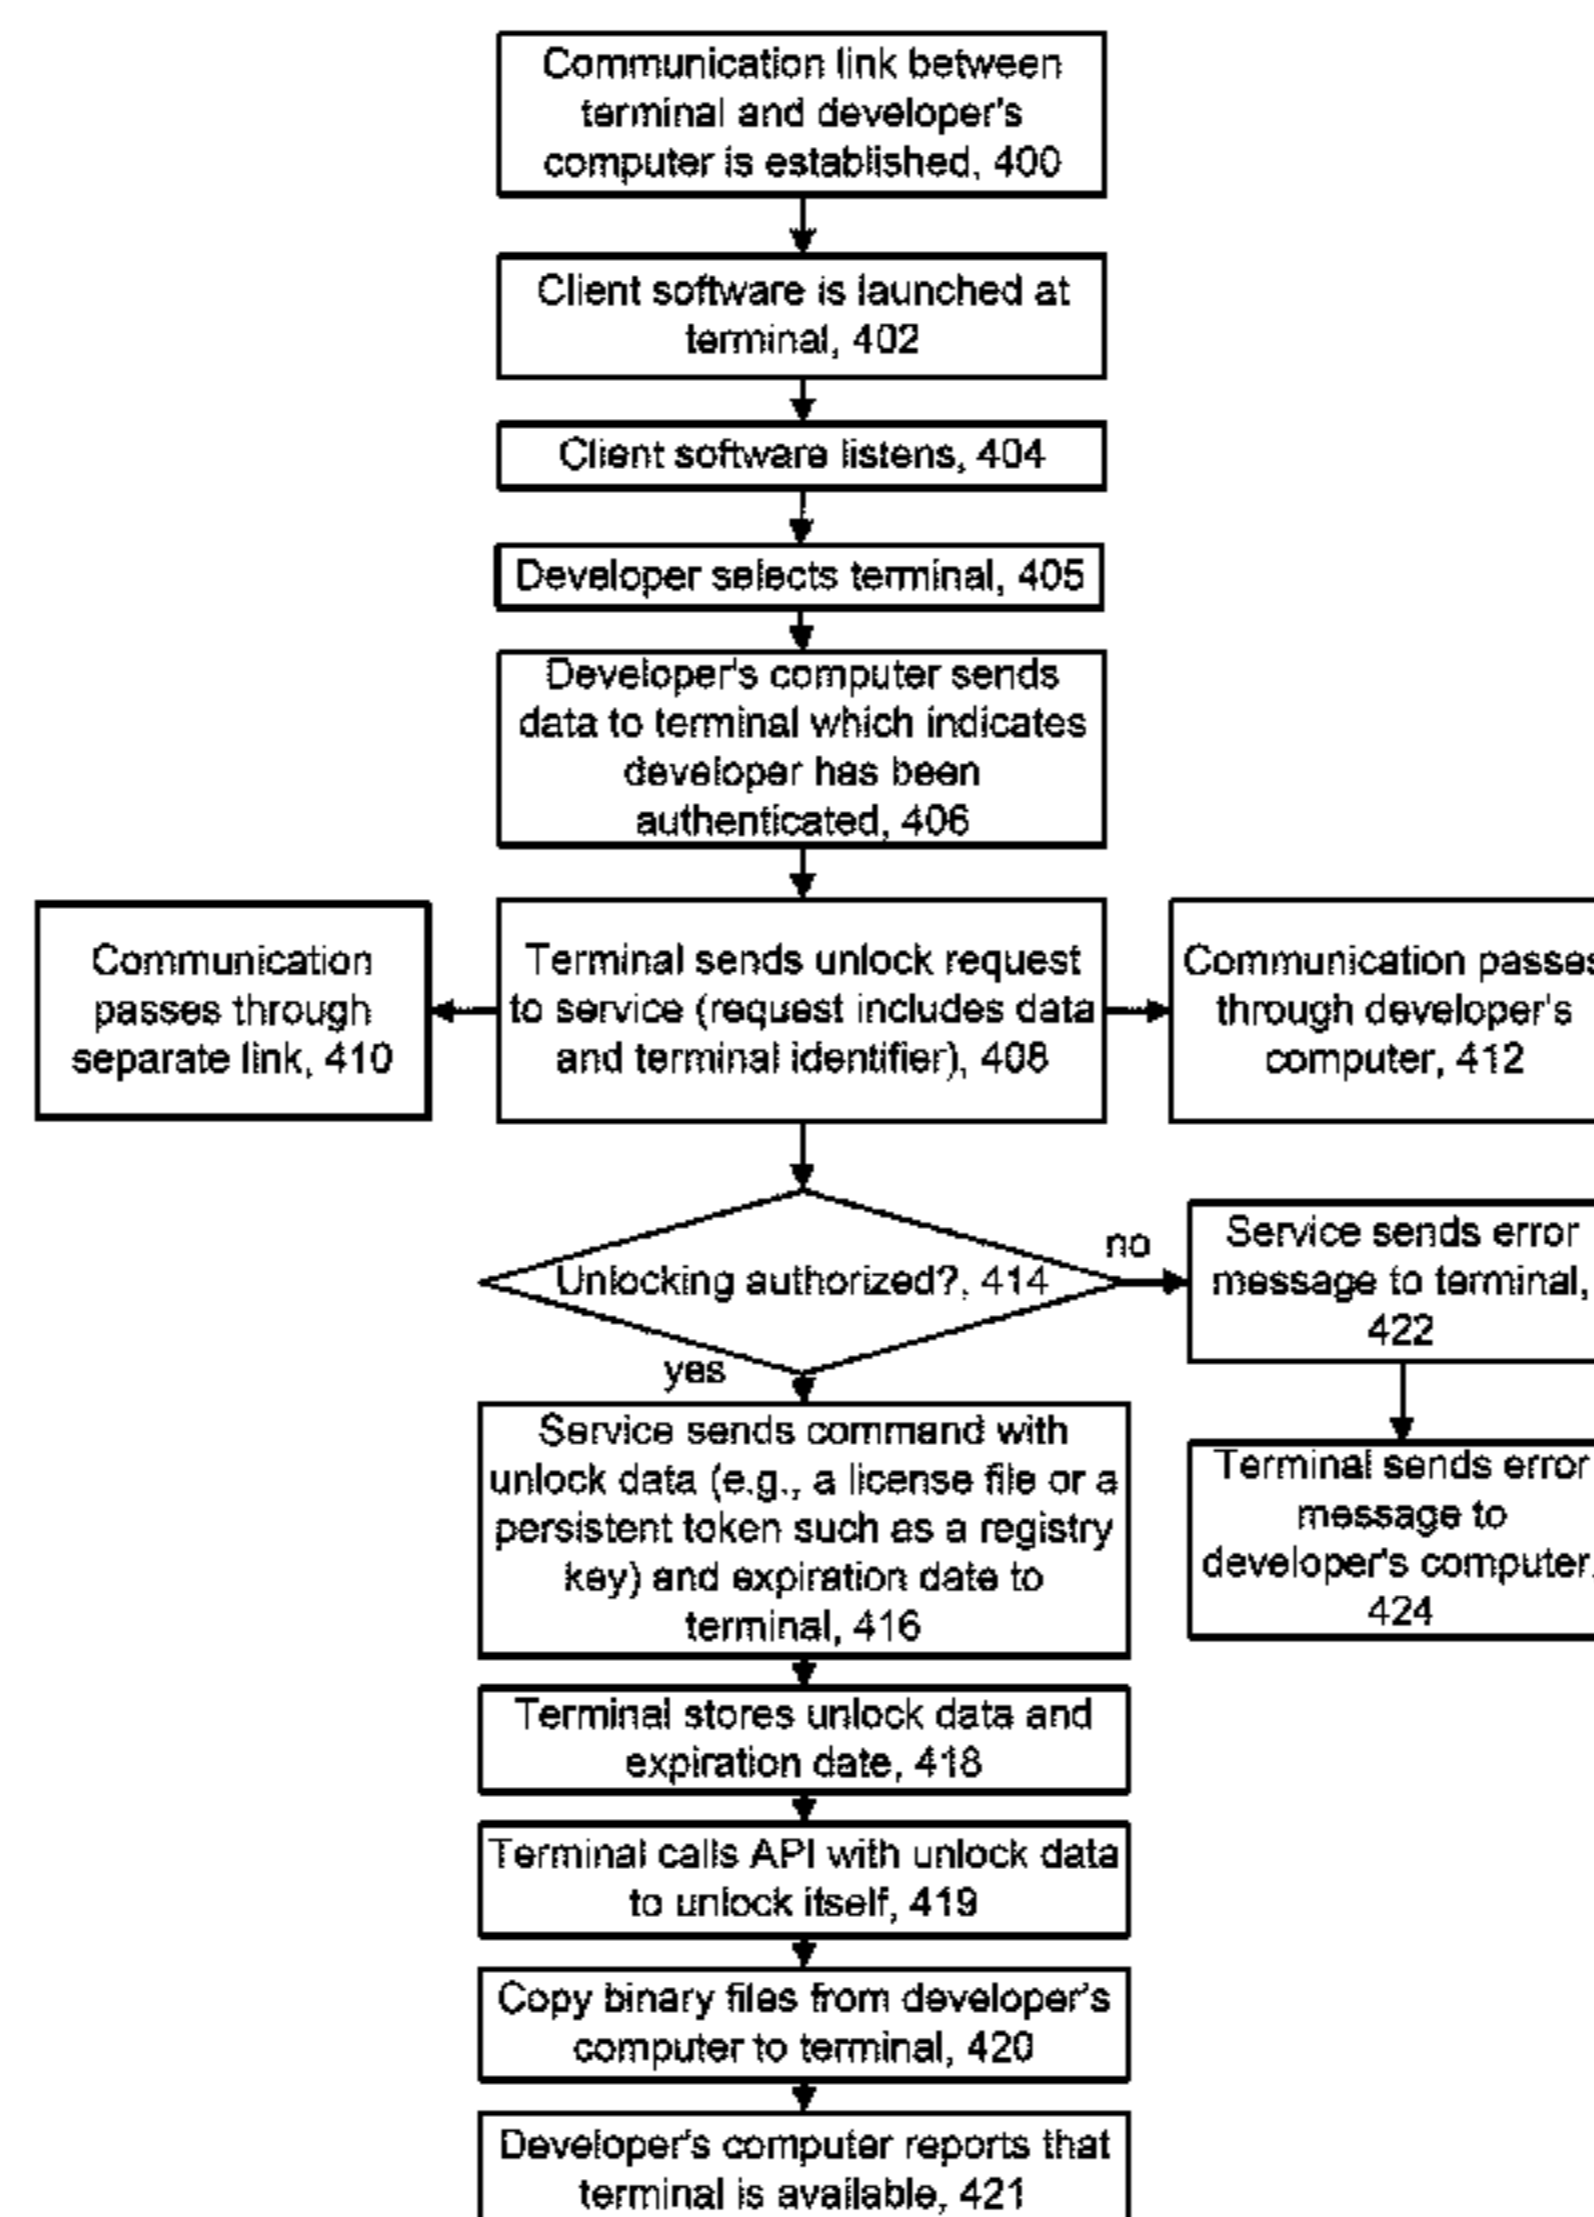 Communication link between
terminal and developer's
computer is established, 400
Client software is launched at
terminal, 402
Client software listens, 404
Developer selects terminal, 405
Developer's computer sends
data to terminal which indicates
developer has been
authenticated, 406
Communication
passes through
separate link, 410
Terminal sends unlock request
to service (request includes data
and terminal identifier), 408
Communication passes
through developer's
computer, 412
Unlocking authorized?, 414
no
yes
Service sends error
message to terminal,
422
Service sends command with
unlock data (e.g., a license file or a
persistent token such as a registry
key) and expiration date to
terminal, 416
Terminal sends error
message to
developer's computer,
424
Terminal stores unlock data and
expiration date, 418
Terminal calls API with unlock data
to unlock itself, 419
Copy binary files from developer's
computer to terminal, 420
Developer's computer reports that
terminal is available, 421